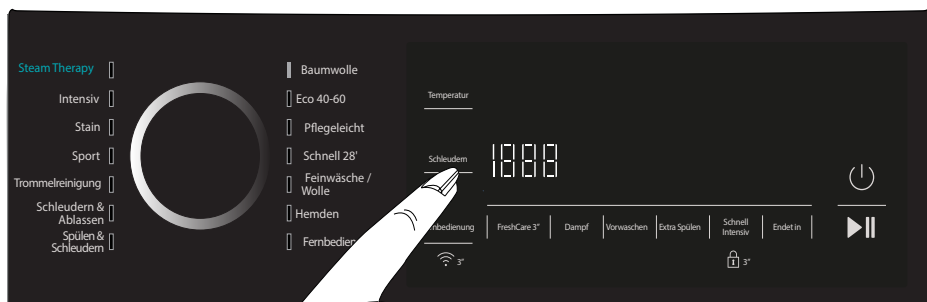 Steam Therapy
Intensiv
Stain
Sport
Trommelreinigung
Schleudern &
Ablassen
Spülen &
Schleudern
Baumwolle
Eco 40-60
Pflegeleicht
Schnell 28'
Feinwäsche /
Wolle
Hemden
Fernbedien
Temperatur
Schleudern
1888
nbedienung
FreshCare 3"
Dampf
Vorwaschen
Extra Spülen
Schnell
Intensiv
Endet in
3"
3"